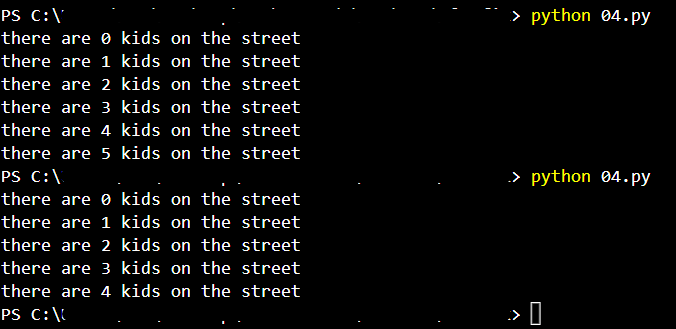 PS C:\ > python 04.py
there are 0 kids on the street
there are 1 kids on the street
there are 2 kids on the street
there are 3 kids on the street
there are 4 kids on the street
there are 5 kids on the street
PS C:\ > python 04.py
there are 0 kids on the street
there are 1 kids on the street
there are 2 kids on the street
there are 3 kids on the street
there are 4 kids on the street
PS C:\ >